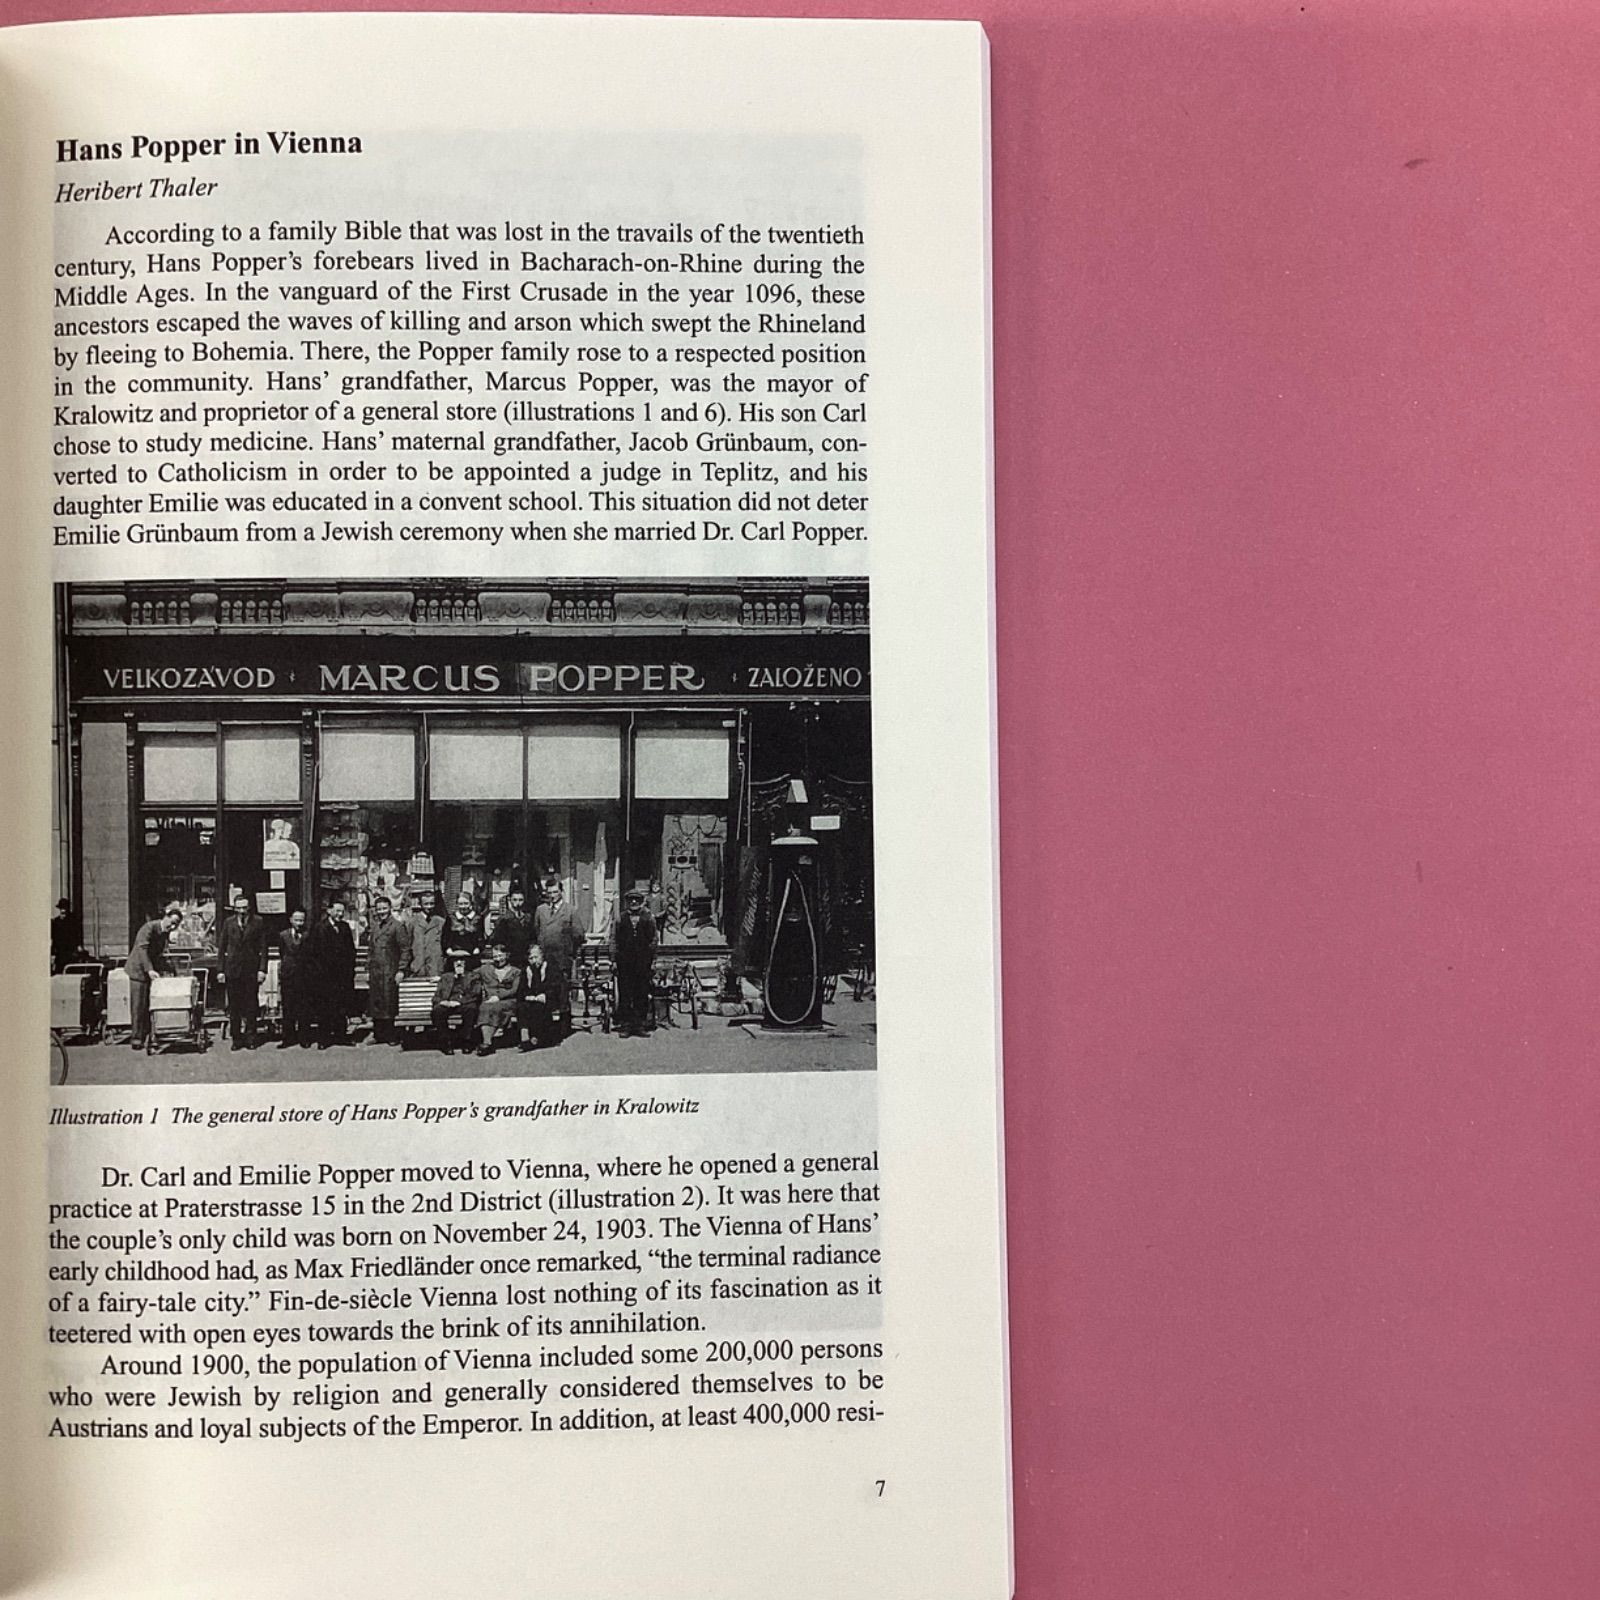 Hans Popper in Vienna
Heribert Thaler
According to a family Bible that was lost in the travails of the twentieth
century, Hans Popper's forebears lived in Bacharach-on-Rhine during the
Middle Ages. In the vanguard of the First Crusade in the year 1096, these
ancestors escaped the waves of killing and arson which swept the Rhineland
by fleeing to Bohemia. There, the Popper family rose to a respected position
in the community. Hans' grandfather, Marcus Popper, was the mayor of
Kralowitz and proprietor of a general store (illustrations 1 and 6). His son Carl
chose to study medicine. Hans' maternal grandfather, Jacob Grünbaum, con-
verted to Catholicism in order to be appointed a judge in Teplitz, and his
daughter Emilie was educated in a convent school. This situation did not deter
Emilie Grünbaum from a Jewish ceremony when she married Dr. Carl Popper.
VELKOZÁVOD MARCUS POPPER ZALOŽENO
Vitello
Illustration 1 The general store of Hans Popper's grandfather in Kralowitz
Dr. Carl and Emilie Popper moved to Vienna, where he opened a general
practice at Praterstrasse 15 in the 2nd District (illustration 2). It was here that
the couple's only child was born on November 24, 1903. The Vienna of Hans'
early childhood had, as Max Friedländer once remarked, "the terminal radiance
of a fairy-tale city." Fin-de-siècle Vienna lost nothing of its fascination as it
teetered with open eyes towards the brink of its annihilation.
Around 1900, the population of Vienna included some 200,000 persons
who were Jewish by religion and generally considered themselves to be
Austrians and loyal subjects of the Emperor. In addition, at least 400,000 resi-
7